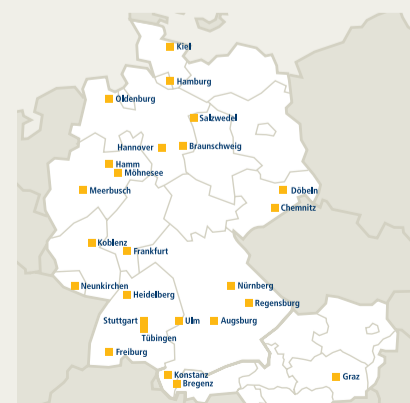 Kiel
Hamburg
Oldenburg
Salzwedel
Hannover
Braunschweig
Hamm
Möhnesee
Meerbusch
Döbeln
Chemnitz
Koblenz
Frankfurt
Neunkirchen
Nürnberg
Heidelberg
Regensburg
Stuttgart
Ulm
Augsburg
Tübingen
Freiburg
Konstanz
Graz
Bregenz